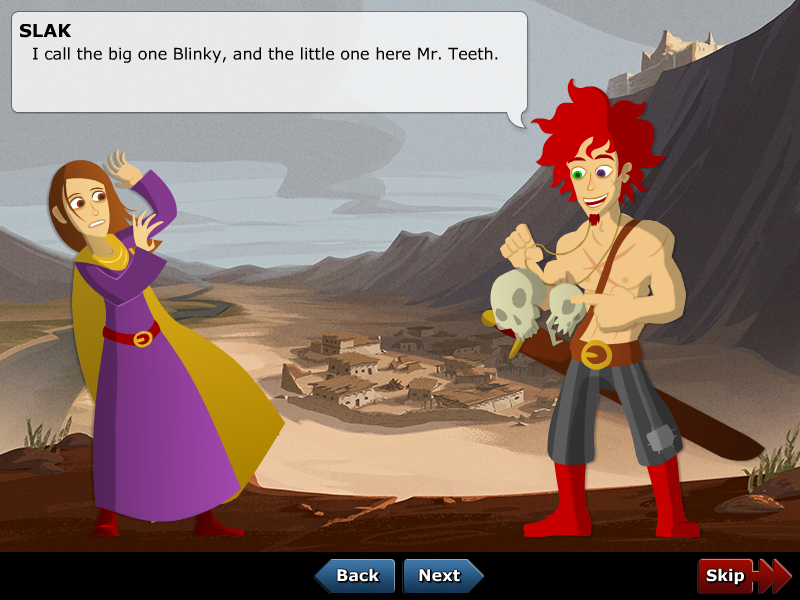 SLAK
I call the big one Blinky, and the little one here Mr. Teeth.
Back
Next
Skip